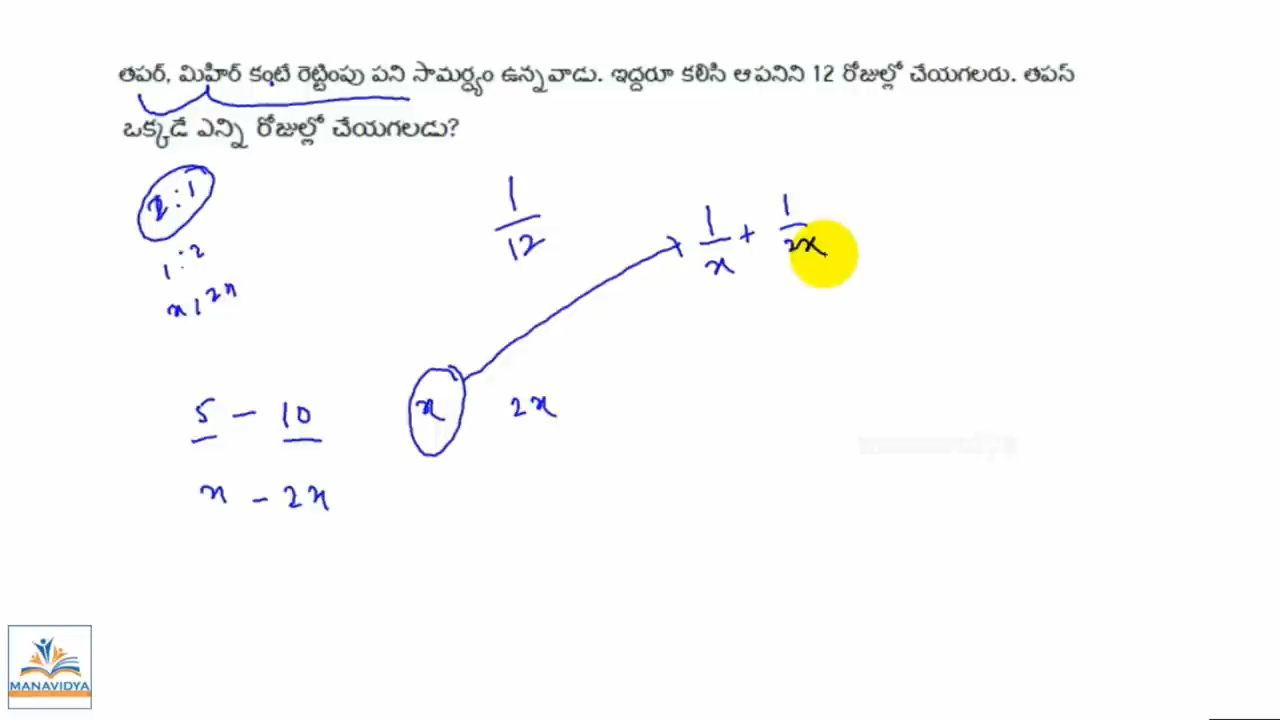 తపర్, మిహిర్ కంటే రెట్టింపు పని సామర్ధ్యం ఉన్నవాడు. ఇద్దరూ కలిసి ఆపనిని 12 రోజుల్లో చేయగలరు. తపస్
ఒక్కడే ఎన్ని రోజుల్లో చేయగలడు?
2 : 1
1/12
1/x + 1/2x
1 : 2
x, 2x
5 - 10
x 2x
x - 2x
MANAVIDYA